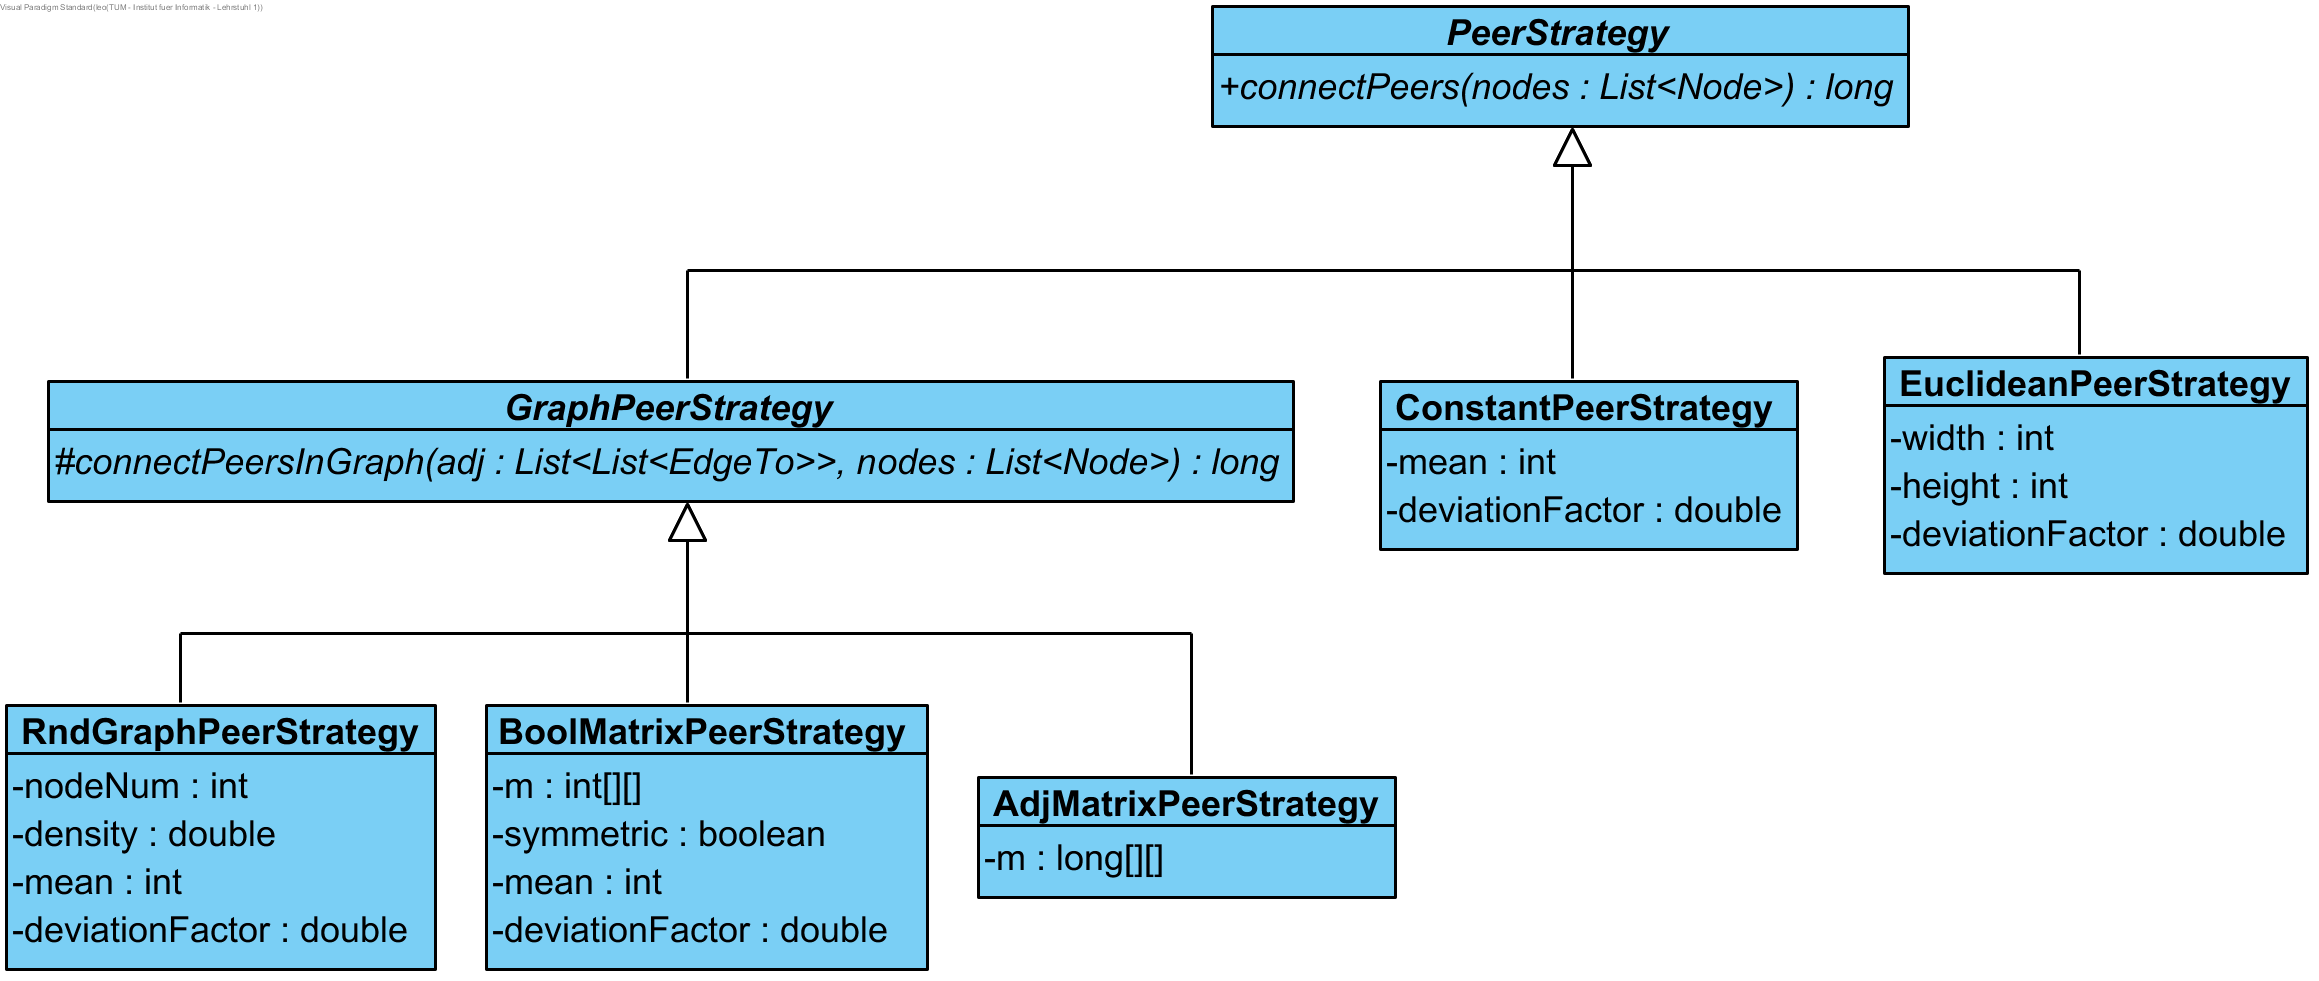 Visual Paradigm Standard(leo(TUM - Institut fuer Informatik - Lehrstuhl 1))
PeerStrategy
+connectPeers(nodes : List<Node>) : long
GraphPeerStrategy
#connectPeersInGraph(adj : List<List<EdgeTo>>, nodes : List<Node>) : long
ConstantPeerStrategy
-mean : int
-deviationFactor : double
EuclideanPeerStrategy
-width : int
-height : int
-deviationFactor : double
RndGraphPeerStrategy
-nodeNum : int
-density : double
-mean : int
-deviationFactor : double
BoolMatrixPeerStrategy
-m : int[][]
-symmetric : boolean
-mean : int
-deviationFactor : double
AdjMatrixPeerStrategy
-m : long[][]